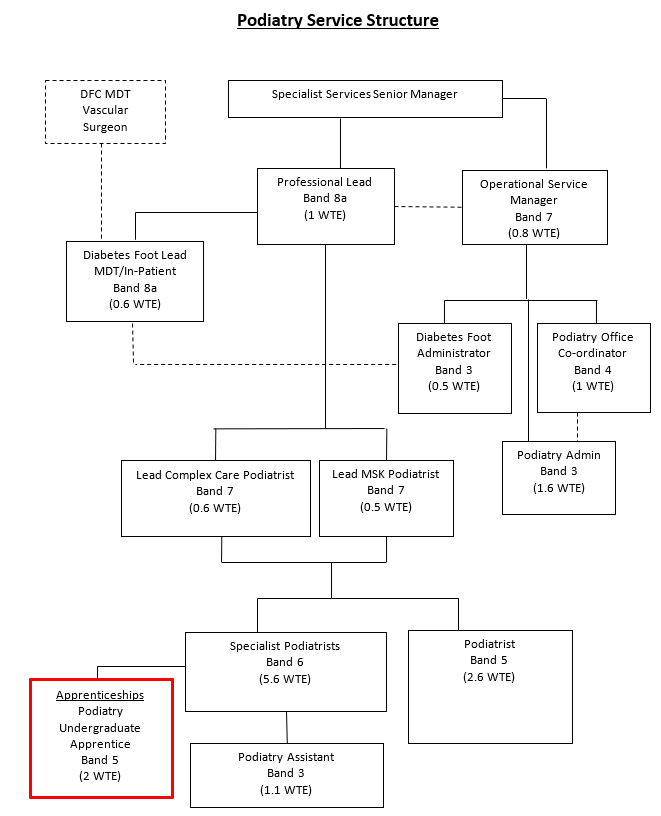 Podiatry Service Structure
DFC MDT
Vascular
Surgeon
Specialist Services Senior Manager
Professional Lead
Band 8a
(1 WTE)
Operational Service
Manager
Band 7
(0.8 WTE)
Diabetes Foot Lead
MDT/In-Patient
Band 8a
(0.6 WTE)
Diabetes Foot
Administrator
Band 3
(0.5 WTE)
Podiatry Office
Co-ordinator
Band 4
(1 WTE)
Podiatry Admin
Band 3
(1.6 WTE)
Lead Complex Care Podiatrist
Band 7
(0.6 WTE)
Lead MSK Podiatrist
Band 7
(0.5 WTE)
Specialist Podiatrists
Band 6
(5.6 WTE)
Podiatrist
Band 5
(2.6 WTE)
Apprenticeships
Podiatry
Undergraduate
Apprentice
Band 5
(2 WTE)
Podiatry Assistant
Band 3
(1.1 WTE)